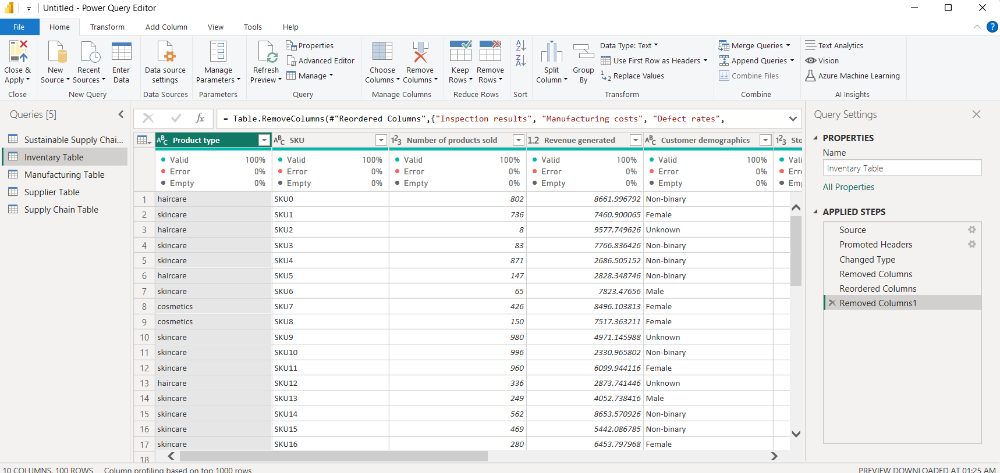 Untitled - Power Query Editor
File Home Transform Add Column View Tools Help ?
Close & Apply
Close
New Source
Recent Sources
Enter Data
New Query
Data source settings
Data Sources
Manage Parameters
Parameters
Refresh Preview
Properties
Advanced Editor
Manage
Query
Choose Columns
Remove Columns
Manage Columns
Keep Rows
Remove Rows
Reduce Rows
A Z
Z A
Sort
Split Column
Group By
Data Type: Text
Use First Row as Headers
1 2 Replace Values
Transform
Merge Queries
Append Queries
Combine Files
Combine
Text Analytics
Vision
Azure Machine Learning
AI Insights
Queries [5]
Sustainable Supply Chai...
Inventory Table
Manufacturing Table
Supplier Table
Supply Chain Table
fx = Table.RemoveColumns(#"Reordered Columns",{"Inspection results", "Manufacturing costs", "Defect rates",
ABC Product type ABC SKU 123 Number of products sold 1.2 Revenue generated ABC Customer demographics 123 Sto
Valid 100% Valid 100% Valid 100% Valid 100% Valid 100% Vali
Error 0% Error 0% Error 0% Error 0% Error 0% Erro
Empty 0% Empty 0% Empty 0% Empty 0% Empty 0% Emp
1 haircare SKU0 802 8661.996792 Non-binary
2 skincare SKU1 736 7460.900065 Female
3 haircare SKU2 8 9577.749626 Unknown
4 skincare SKU3 83 7766.836426 Non-binary
5 skincare SKU4 871 2686.505152 Non-binary
6 haircare SKU5 147 2828.348746 Non-binary
7 skincare SKU6 65 7823.47656 Male
8 cosmetics SKU7 426 8496.103813 Female
9 cosmetics SKU8 150 7517.363211 Female
10 skincare SKU9 980 4971.145988 Unknown
11 skincare SKU10 996 2330.965802 Non-binary
12 skincare SKU11 960 6099.944116 Female
13 haircare SKU12 336 2873.741446 Unknown
14 skincare SKU13 249 4052.738416 Male
15 skincare SKU14 562 8653.570926 Non-binary
16 skincare SKU15 469 5442.086785 Non-binary
17 skincare SKU16 280 6453.797968 Female
18
Query Settings
PROPERTIES
Name
Inventory Table
All Properties
APPLIED STEPS
Source
Promoted Headers
Changed Type
Removed Columns
Reordered Columns
Removed Columns1
10 COLUMNS, 100 ROWS Column profiling based on top 1000 rows
PREVIEW DOWNLOADED AT 01:25 AM